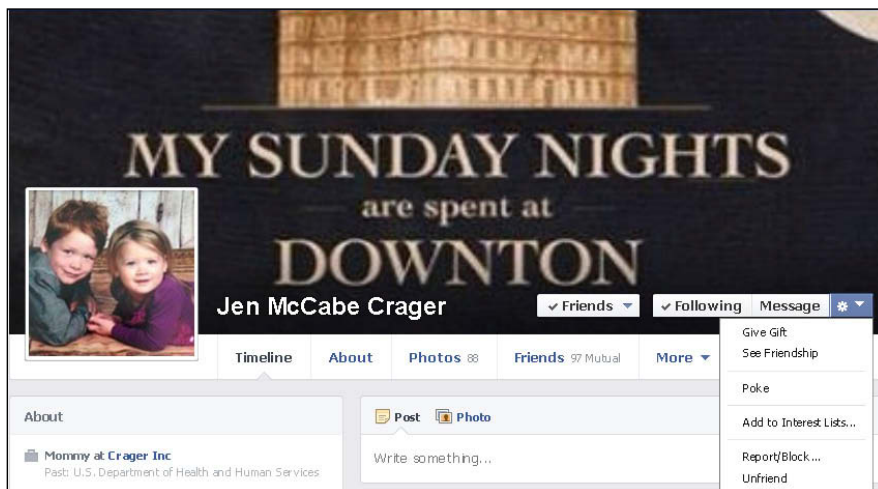 MY SUNDAY NIGHTS
are spent at
DOWNTON
Jen McCabe Crager
Friends
Following
Message
Timeline
About
Photos 88
Friends 97 Mutual
More
Give Gift
See Friendship
Poke
Add to Interest Lists...
Report/Block...
Unfriend
About
Mommy at Crager Inc
Past: U.S. Department of Health and Human Services
Post
Photo
Write something...